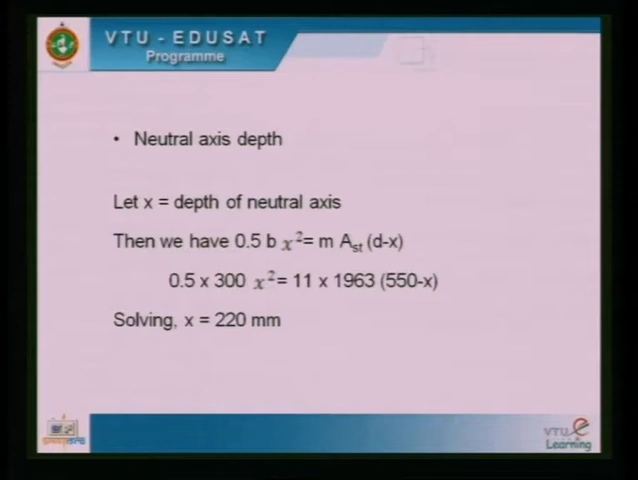 VTU - EDUSAT
Programme
• Neutral axis depth
Let x = depth of neutral axis
Then we have 0.5 b x²= m Ast (d-x)
0.5 x 300 x²= 11 x 1963 (550-x)
Solving, x = 220 mm
VTU e
Learning